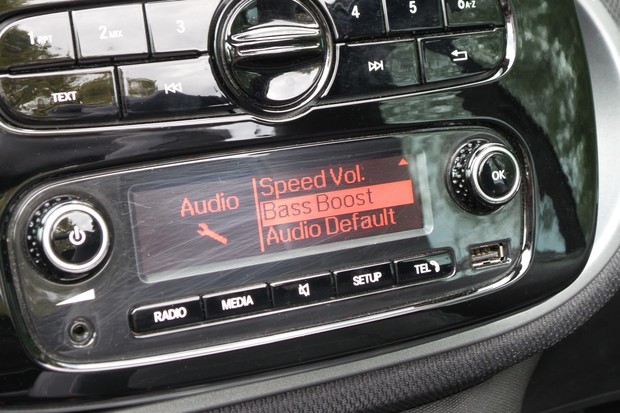 1 RPT 2 MIX 3 4 5 6 A-Z
TEXT
Audio
Speed Vol.
Bass Boost
Audio Default
OK
RADIO MEDIA SETUP TEL